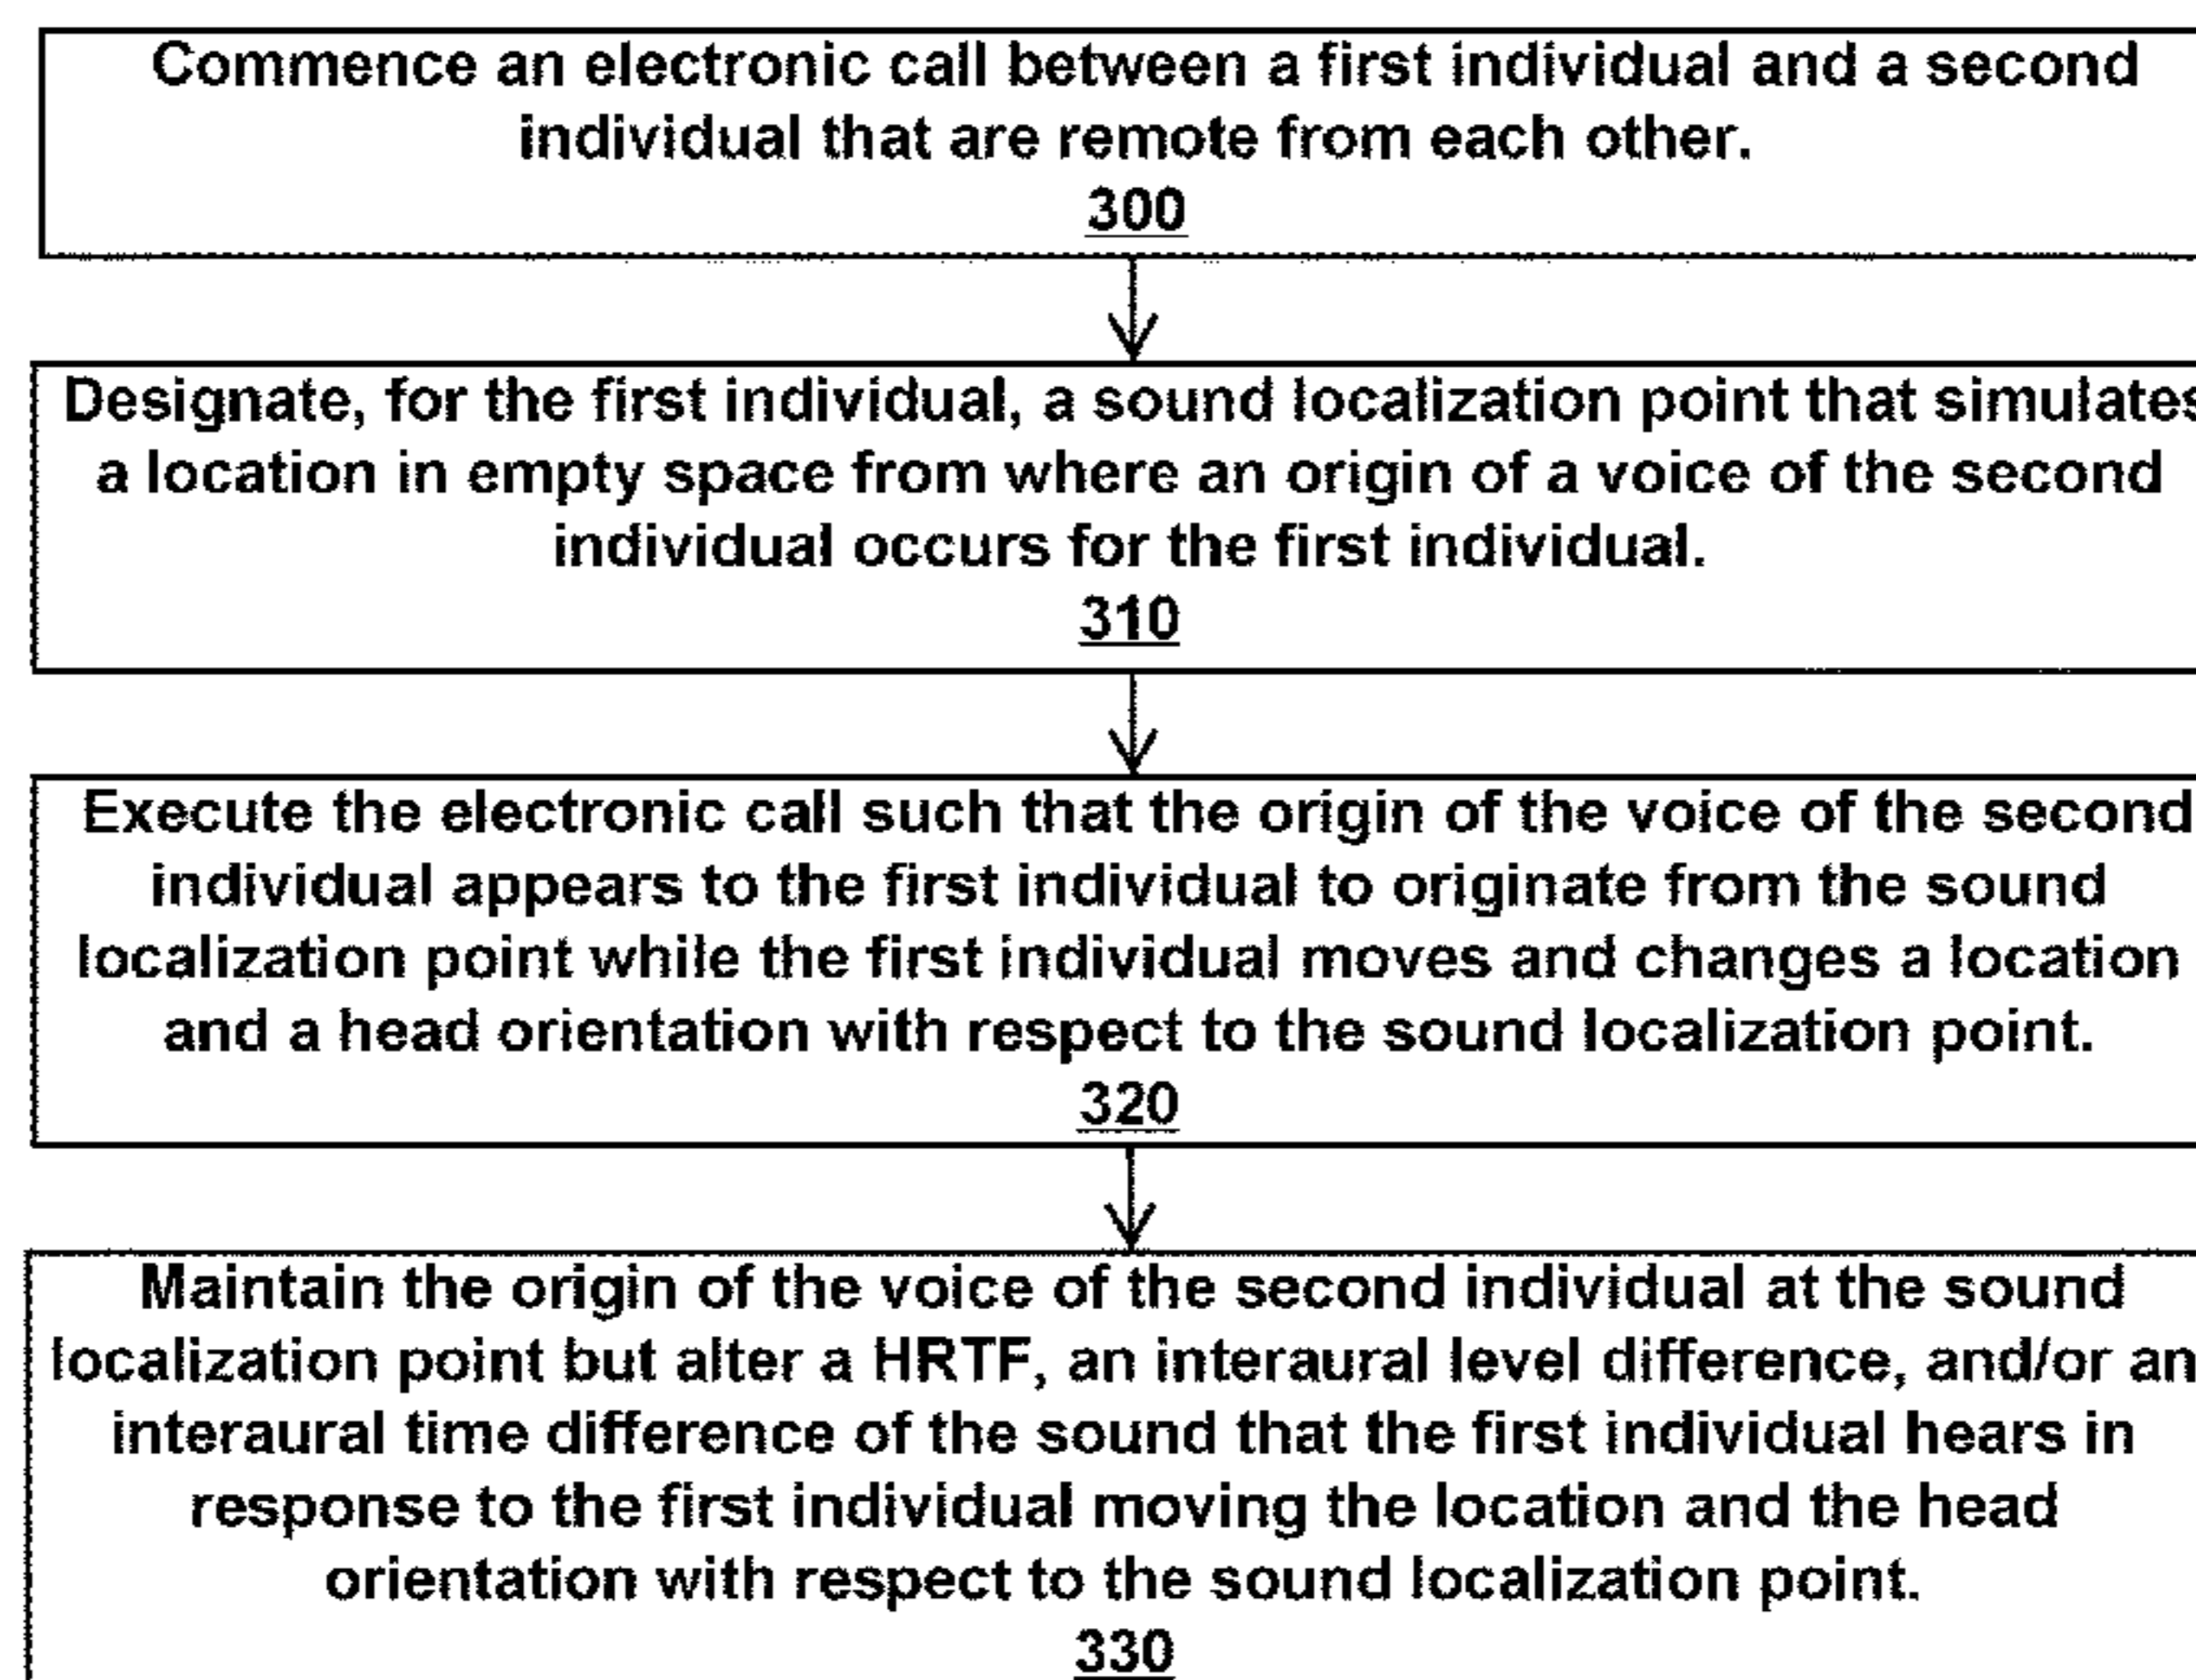 Commence an electronic call between a first individual and a second
individual that are remote from each other.
300
Designate, for the first individual, a sound localization point that simulates
a location in empty space from where an origin of a voice of the second
individual occurs for the first individual.
310
Execute the electronic call such that the origin of the voice of the second
individual appears to the first individual to originate from the sound
localization point while the first individual moves and changes a location
and a head orientation with respect to the sound localization point.
320
Maintain the origin of the voice of the second individual at the sound
localization point but alter a HRTF, an interaural level difference, and/or an
interaural time difference of the sound that the first individual hears in
response to the first individual moving the location and the head
orientation with respect to the sound localization point.
330